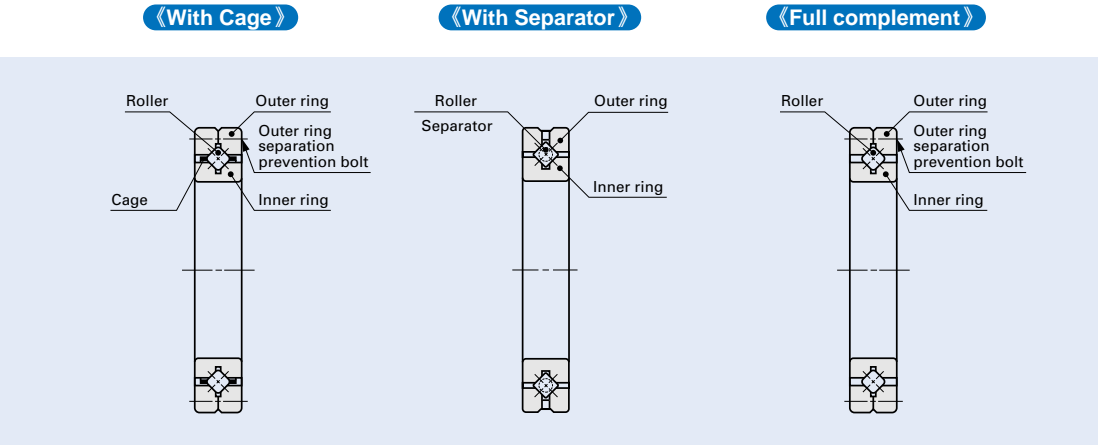 《With Cage》
《With Separator》
《Full complement》
Roller
Outer ring
Outer ring
separation
prevention bolt
Cage
Inner ring
Roller
Separator
Outer ring
Inner ring
Roller
Outer ring
Outer ring
separation
prevention bolt
Inner ring